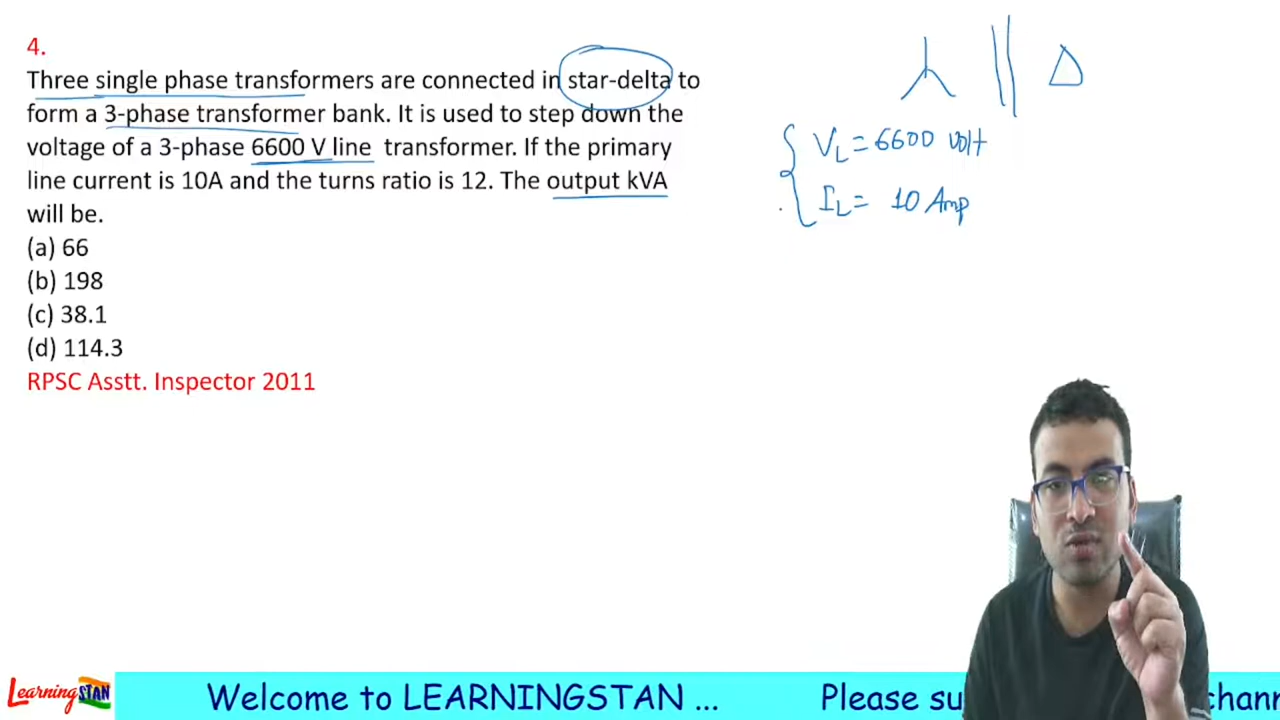 4.
Three single phase transformers are connected in star-delta to
form a 3-phase transformer bank. It is used to step down the
voltage of a 3-phase 6600 V line transformer. If the primary
line current is 10A and the turns ratio is 12. The output kVA
will be.
(a) 66
(b) 198
(c) 38.1
(d) 114.3
RPSC Asstt. Inspector 2011
V_L = 6600 volt
I_L = 10 Amp
Learning STAN
Welcome to LEARNINGSTAN ...
Please su
chann